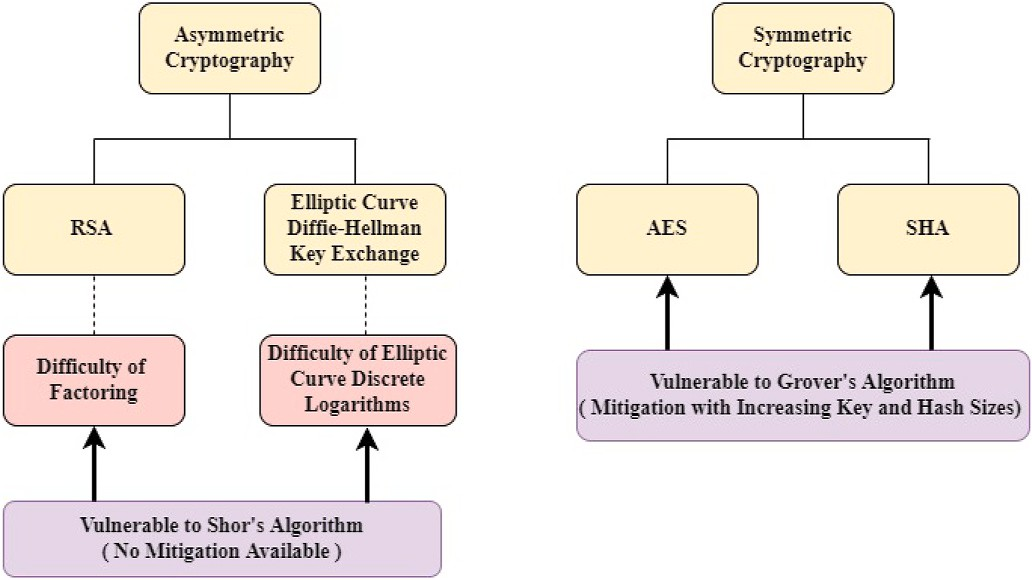 Asymmetric
Cryptography
Symmetric
Cryptography
RSA
Elliptic Curve
Diffie-Hellman
Key Exchange
AES
SHA
Difficulty of
Factoring
Difficulty of Elliptic
Curve Discrete
Logarithms
Vulnerable to Grover's Algorithm
( Mitigation with Increasing Key and Hash Sizes)
Vulnerable to Shor's Algorithm
( No Mitigation Available )